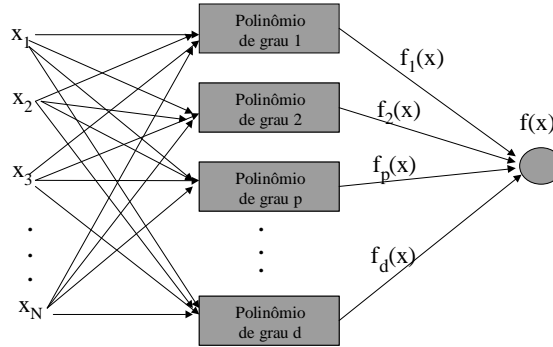 x1
x2
x3
xN
Polinômio
de grau 1
Polinômio
de grau 2
Polinômio
de grau p
Polinômio
de grau d
f1(x)
f2(x)
fp(x)
fd(x)
f(x)